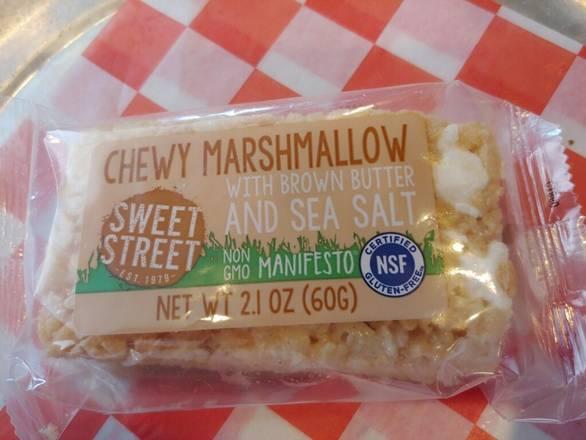 CHEWY MARSHMALLOW
WITH BROWN BUTTER
AND SEA SALT
SWEET
STREET
EST. 1979
NON
GMO MANIFESTO
CERTIFIED
NSF
GLUTEN-FREE
NET WT 2.1 OZ (60G)